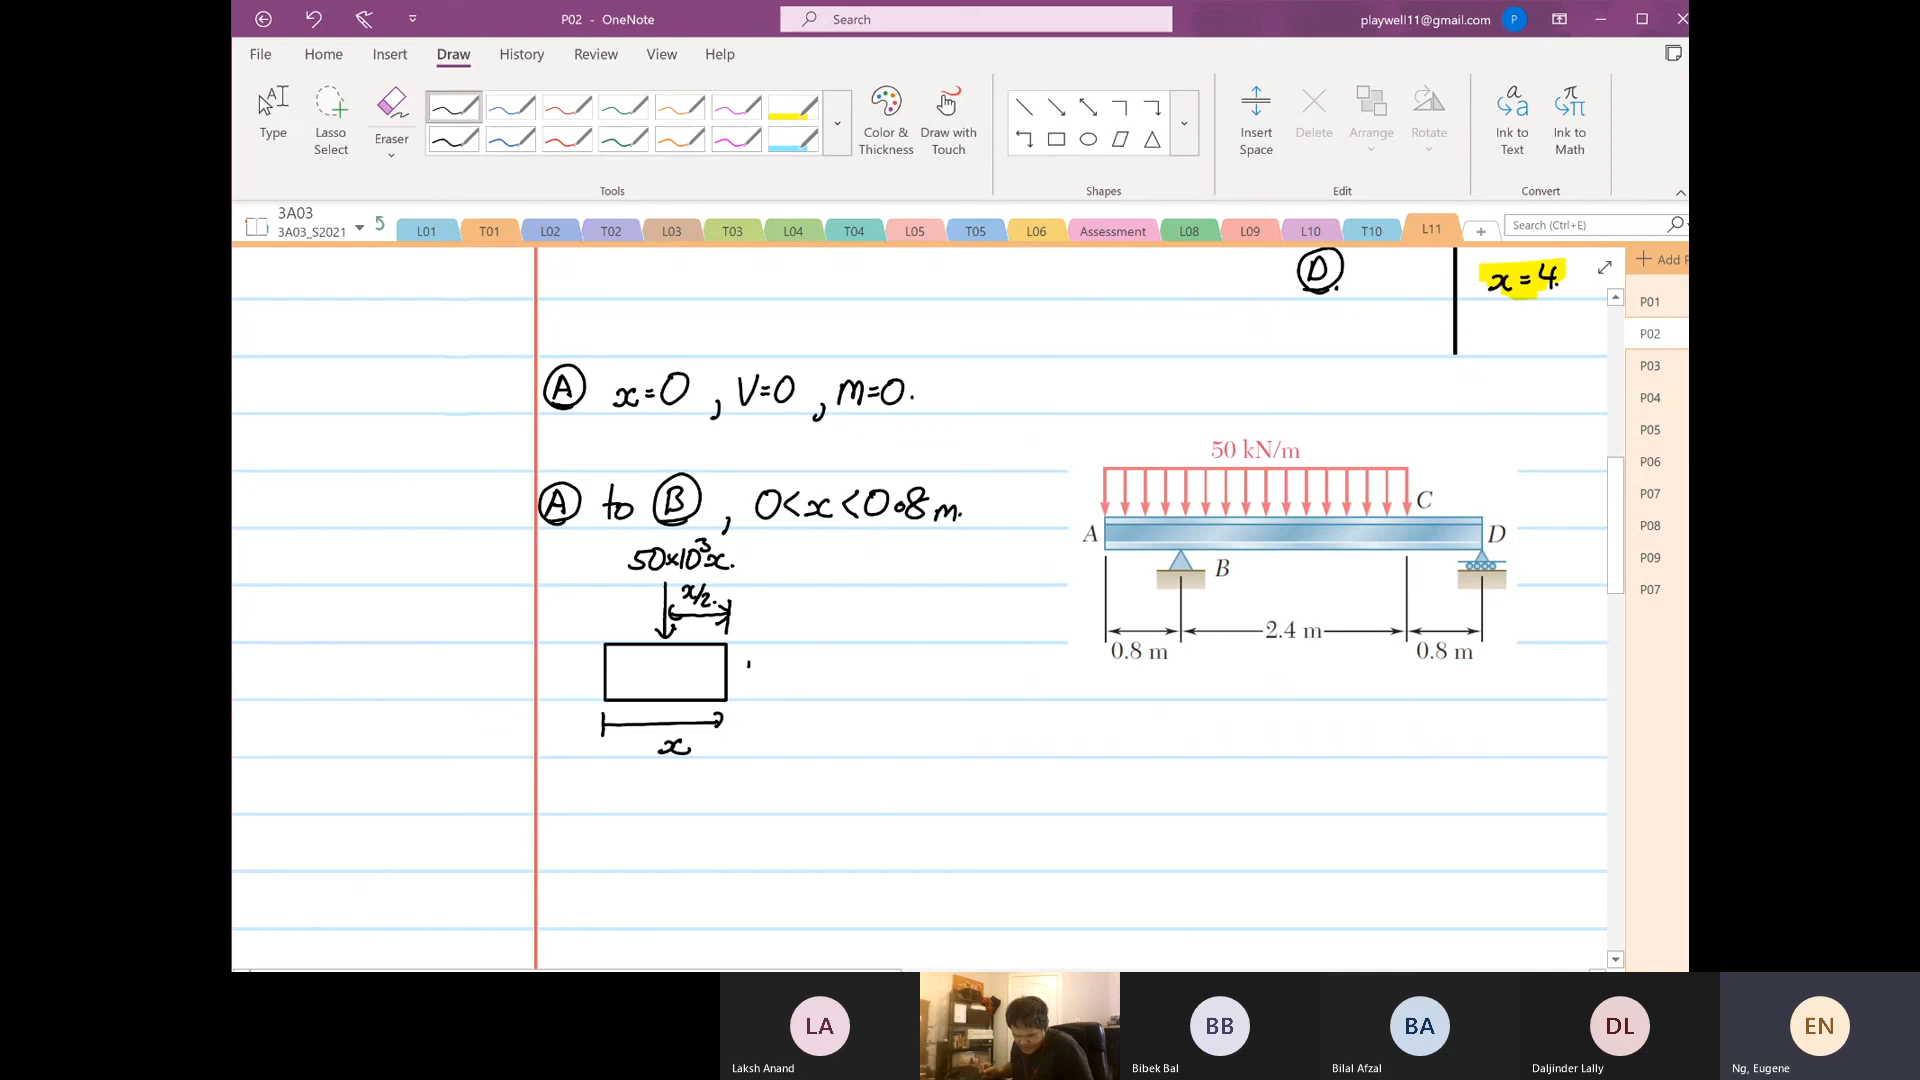 P02 - OneNote
Search
playwell11@gmail.com
P
File Home Insert Draw History Review View Help
Type
Lasso Select
Eraser
Color & Thickness
Draw with Touch
Insert Space
Delete
Arrange
Rotate
Ink to Text
Ink to Math
Tools
Shapes
Edit
Convert
3A03
3A03_S2021
L01 T01 L02 T02 L03 T03 L04 T04 L05 T05 L06 Assessment L08 L09 L10 T10 L11
Search (Ctrl+E)
Add P
P01
P02
P03
P04
P05
P06
P07
P08
P09
P07
D.
x = 4.
A x=0 , V=0 , M=0.
A to B , 0<x<0.8m.
50x10³x.
x/2.
x
50 kN/m
C
A
D
B
2.4 m
0.8 m
0.8 m
LA
BB
BA
DL
EN
Laksh Anand
Bibek Bal
Bilal Afzal
Daljinder Lally
Ng, Eugene